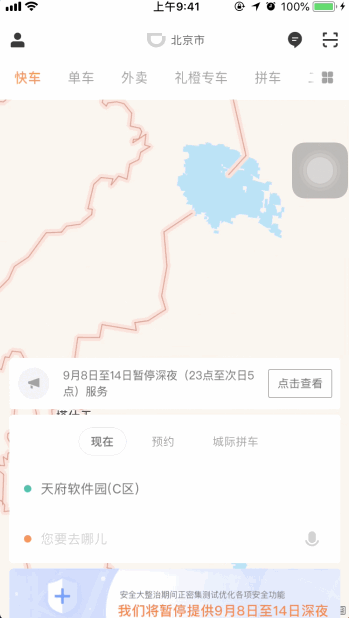 上午9:41
100%
北京市
快车 单车 外卖 礼橙专车 拼车
9月8日至14日暂停深夜(23点至次日5
点)服务
点击查看
现在 预约 城际拼车
天府软件园(C区)
您要去哪儿
安全大整治期间正密集测试优化各项安全功能
我们将暂停提供9月8日至14日深夜